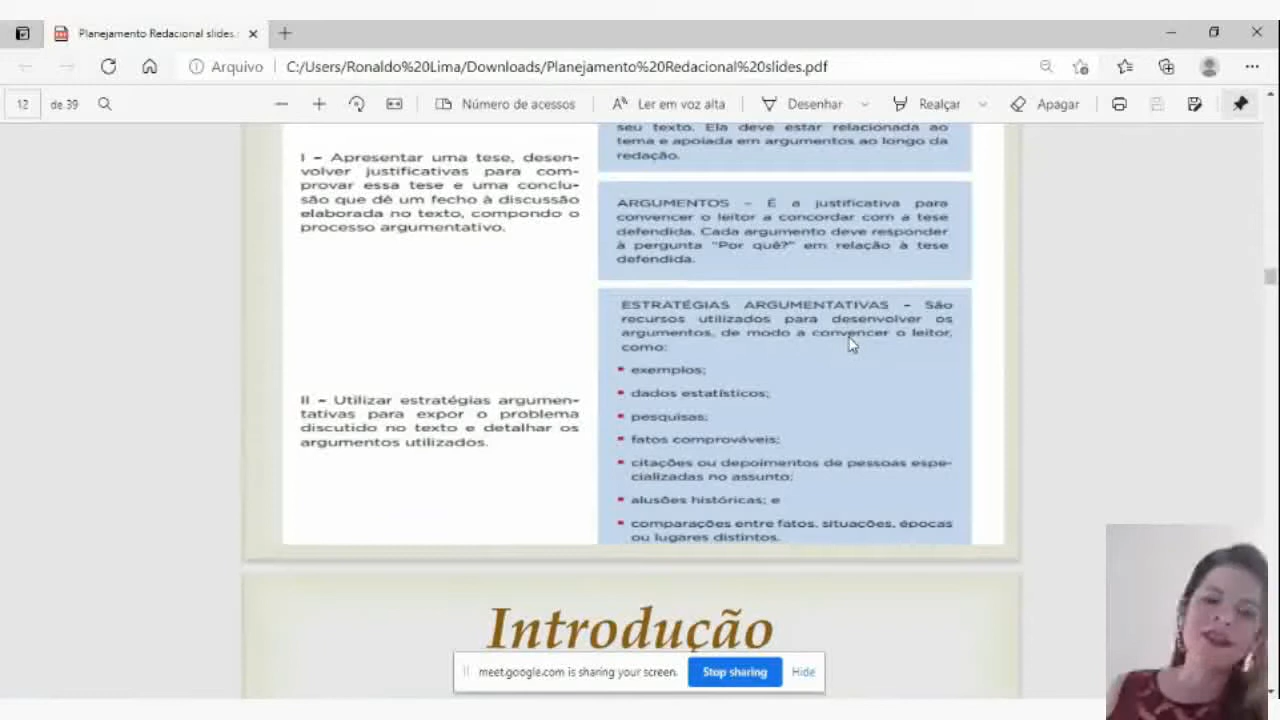 Planejamento Redacional slides.
Arquivo
C:/Users/Ronaldo%20Lima/Downloads/Planejamento%20Redacional%20slides.pdf
12
de 39
Número de acessos
Ler em voz alta
Desenhar
Realçar
Apagar
I – Apresentar uma tese, desen-
volver justificativas para com-
provar essa tese e uma conclu-
são que dê um fecho à discussão
elaborada no texto, compondo o
processo argumentativo.
seu texto. Ela deve estar relacionada ao
tema e apoiada em argumentos ao longo da
redação.
ARGUMENTOS – É a justificativa para
convencer o leitor a concordar com a tese
defendida. Cada argumento deve responder
à pergunta "Por quê?" em relação à tese
defendida.
II – Utilizar estratégias argumen-
tativas para expor o problema
discutido no texto e detalhar os
argumentos utilizados.
ESTRATÉGIAS ARGUMENTATIVAS – São
recursos utilizados para desenvolver os
argumentos, de modo a convencer o leitor,
como:
exemplos;
dados estatísticos;
pesquisas;
fatos comprováveis;
citações ou depoimentos de pessoas espe-
cializadas no assunto;
alusões históricas; e
comparações entre fatos, situações, épocas
ou lugares distintos.
Introdução
meet.google.com is sharing your screen.
Stop sharing
Hide